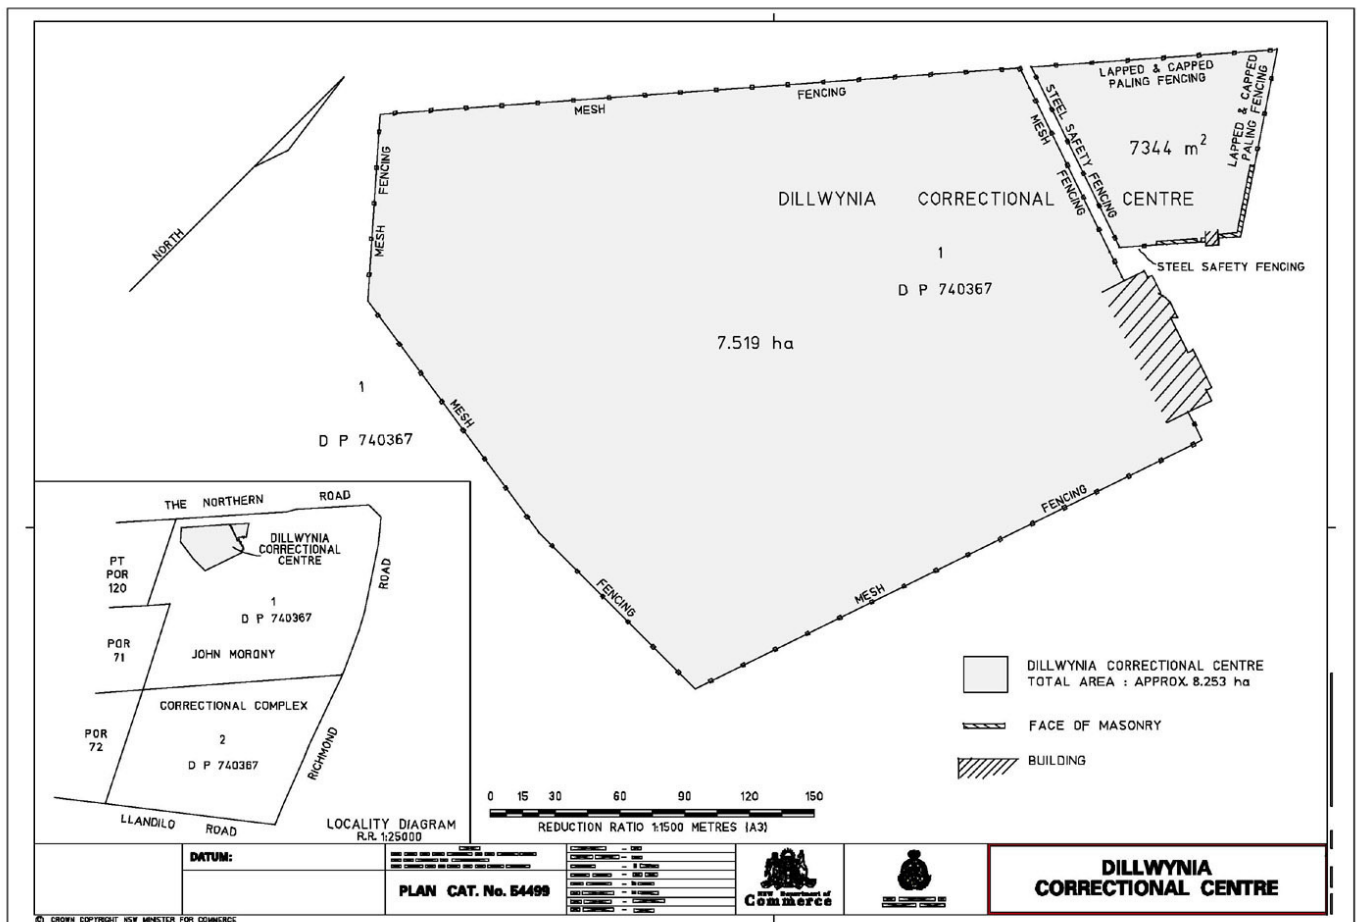 LAPPED & CAPPED
PALING FENCING
LAPPED & CAPPED
PALING FENCING
MESH
FENCING
STEEL SAFETY FENCING
MESH
FENCING
7344 m²
MESH
FENCING
DILLWYNIA CORRECTIONAL CENTRE
NORTH
1
D P 740367
STEEL SAFETY FENCING
7.519 ha
1
D P 740367
MESH
FENCING
FENCING
MESH
THE NORTHERN ROAD
DILLWYNIA
CORRECTIONAL
CENTRE
PT
POR
120
ROAD
1
D P 740367
POR
71
JOHN MORONY
CORRECTIONAL COMPLEX
POR
72
2
D P 740367
RICHMOND
LLANDILO ROAD
LOCALITY DIAGRAM
R.R. 1:25000
DILLWYNIA CORRECTIONAL CENTRE
TOTAL AREA : APPROX. 8.253 ha
FACE OF MASONRY
BUILDING
0 15 30 60 90 120 150
REDUCTION RATIO 1:1500 METRES (A3)
DATUM:
PLAN CAT. No. 54499
NSW Department of
Commerce
DILLWYNIA
CORRECTIONAL CENTRE
© CROWN COPYRIGHT NSW MINISTER FOR COMMERCE